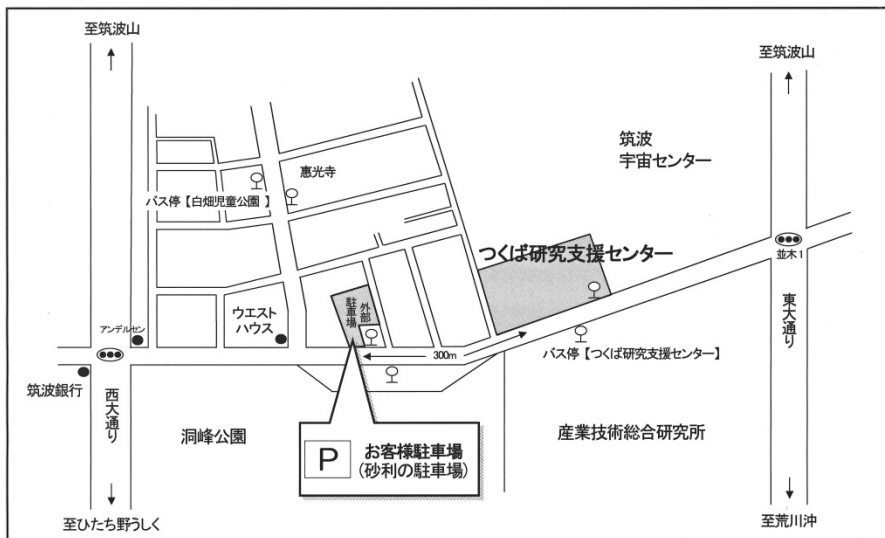 至筑波山
至筑波山
筑波
宇宙センター
恵光寺
バス停【白畑児童公園】
つくば研究支援センター
並木1
外部
駐車場
ウエスト
ハウス
アンデルセン
300m
バス停【つくば研究支援センター】
東大通り
筑波銀行
西大通り
洞峰公園
P
お客様駐車場
(砂利の駐車場)
産業技術総合研究所
至ひたち野うしく
至荒川沖